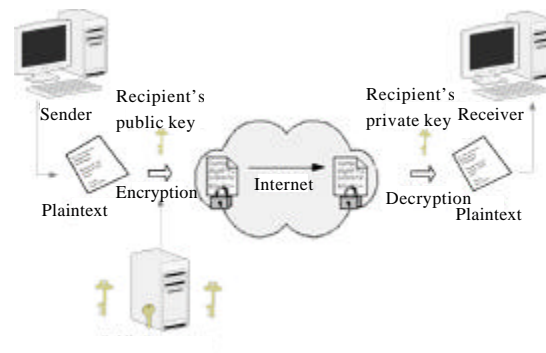 Sender
Recipient's
public key
Recipient's
private key
Receiver
Plaintext
Encryption
Internet
Decryption
Plaintext